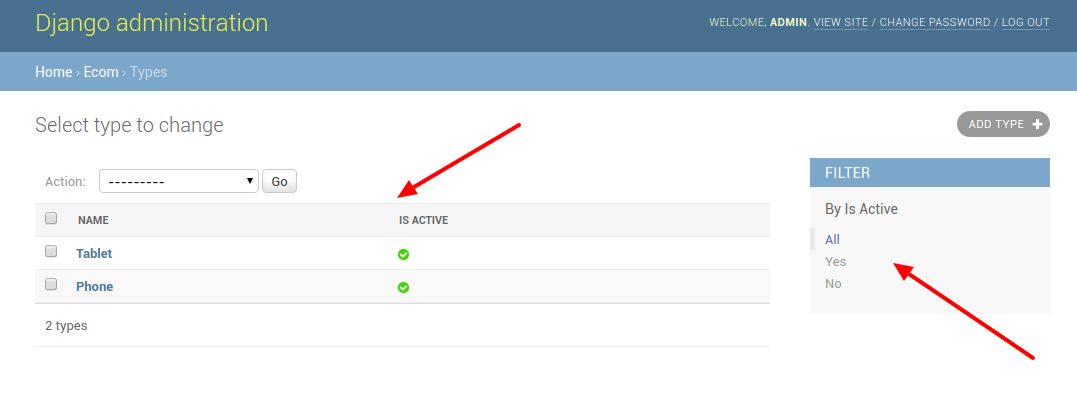 Django administration
WELCOME, ADMIN. VIEW SITE / CHANGE PASSWORD / LOG OUT
Home › Ecom › Types
Select type to change
ADD TYPE +
Action: --------- Go
NAME IS ACTIVE
Tablet
Phone
2 types
FILTER
By Is Active
All
Yes
No